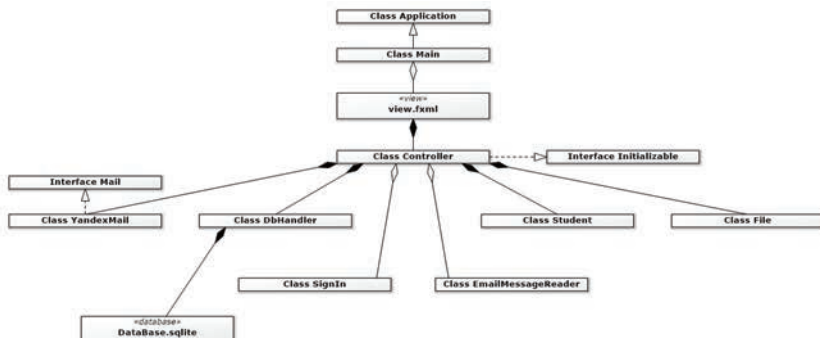 Class Application
Class Main
«view»
view.fxml
Class Controller
Interface Initializable
Interface Mail
Class YandexMail
Class DbHandler
Class Student
Class File
Class SignIn
Class EmailMessageReader
«database»
DataBase.sqlite